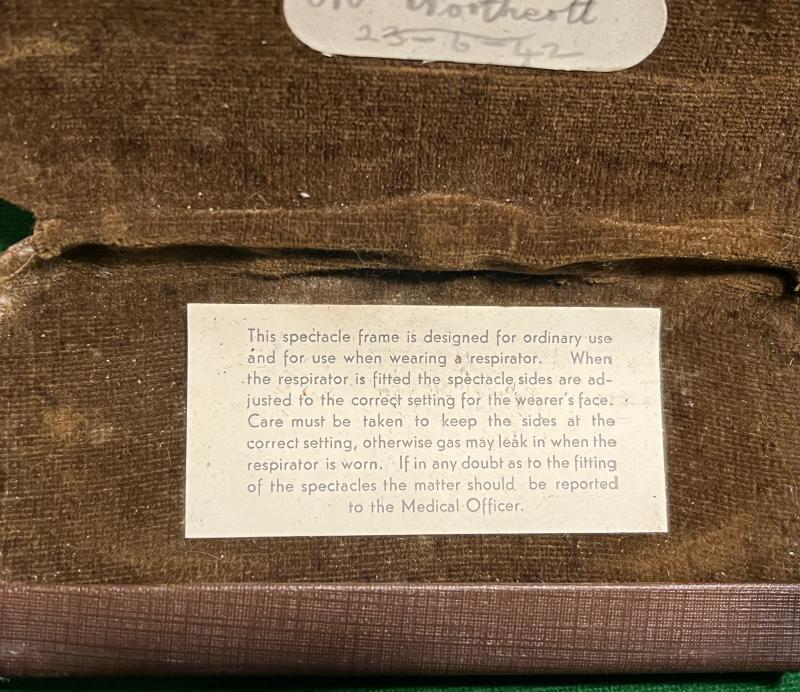 Northcott
23-6-42
This spectacle frame is designed for ordinary use
and for use when wearing a respirator. When
the respirator is fitted the spectacle sides are ad-
justed to the correct setting for the wearer's face.
Care must be taken to keep the sides at the
correct setting, otherwise gas may leak in when the
respirator is worn. If in any doubt as to the fitting
of the spectacles the matter should be reported
to the Medical Officer.